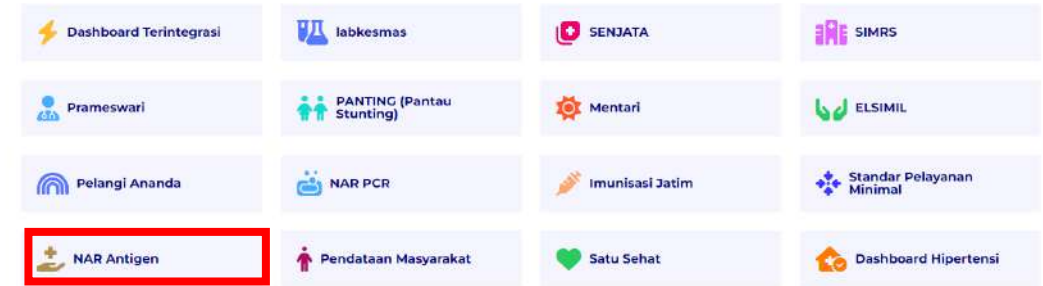 Dashboard Terintegrasi
labkesmas
SENJATA
SIMRS
Prameswari
PANTING (Pantau
Stunting)
Mentari
ELSIMIL
Pelangi Ananda
NAR PCR
Imunisasi Jatim
Standar Pelayanan
Minimal
NAR Antigen
Pendataan Masyarakat
Satu Sehat
Dashboard Hipertensi